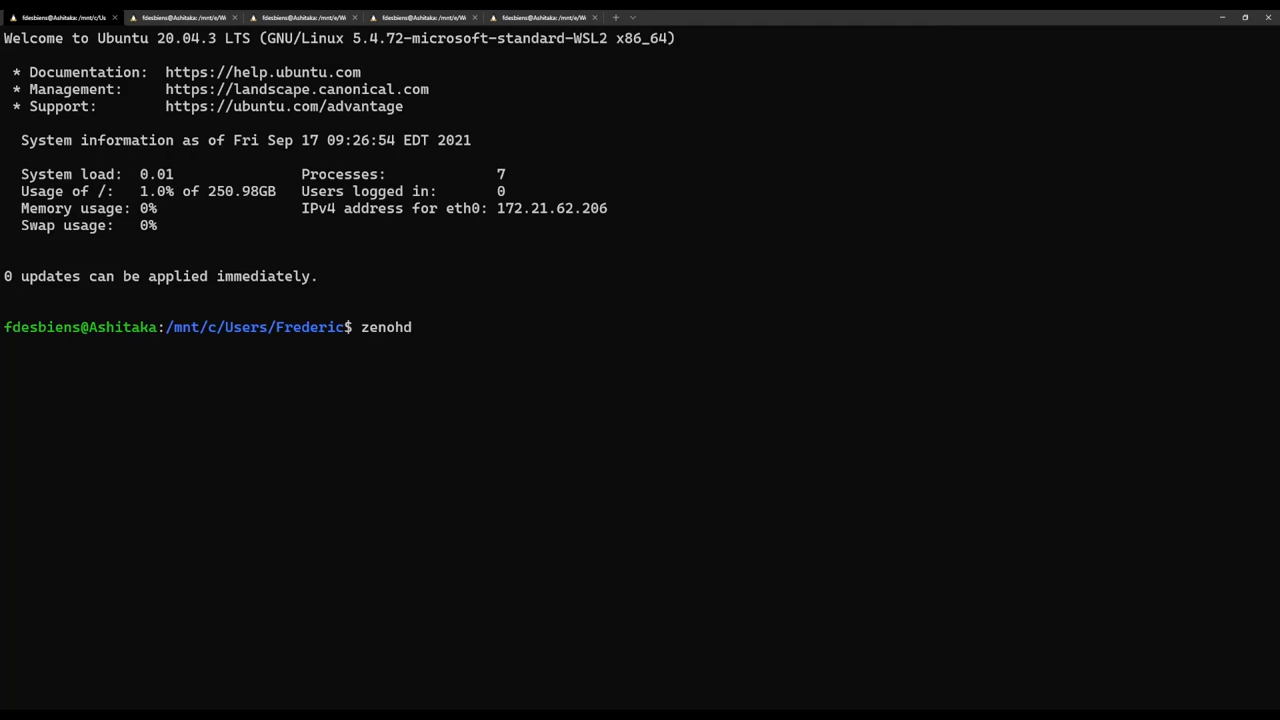 fdesbiens@Ashitaka: /mnt/c/Us
fdesbiens@Ashitaka: /mnt/e/W
fdesbiens@Ashitaka: /mnt/e/W
fdesbiens@Ashitaka: /mnt/e/W
fdesbiens@Ashitaka: /mnt/e/W
Welcome to Ubuntu 20.04.3 LTS (GNU/Linux 5.4.72-microsoft-standard-WSL2 x86_64)
* Documentation: https://help.ubuntu.com
* Management: https://landscape.canonical.com
* Support: https://ubuntu.com/advantage
System information as of Fri Sep 17 09:26:54 EDT 2021
System load: 0.01 Processes: 7
Usage of /: 1.0% of 250.98GB Users logged in: 0
Memory usage: 0% IPv4 address for eth0: 172.21.62.206
Swap usage: 0%
0 updates can be applied immediately.
fdesbiens@Ashitaka:/mnt/c/Users/Frederic$ zenohd